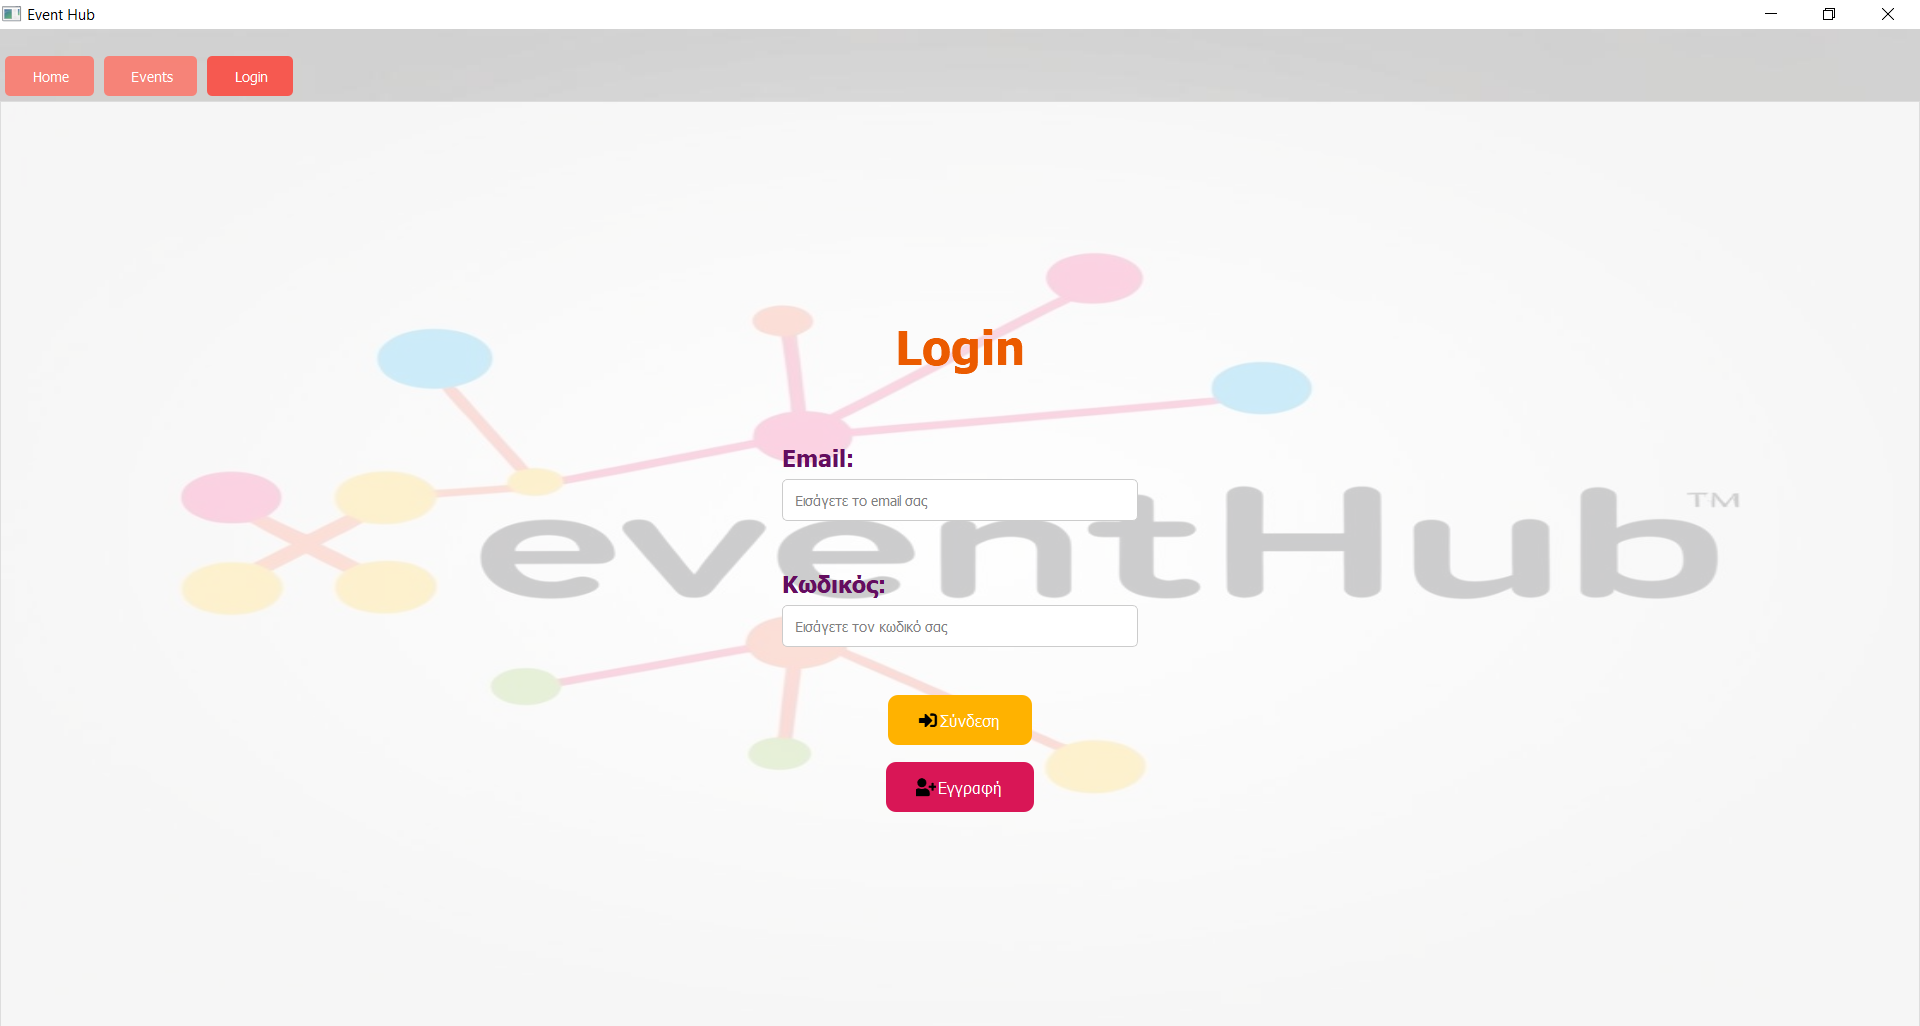 Event Hub
Home Events Login
Login
Email:
Εισάγετε το email σας
eventHub™
Κωδικός:
Εισάγετε τον κωδικό σας
Σύνδεση
Εγγραφή